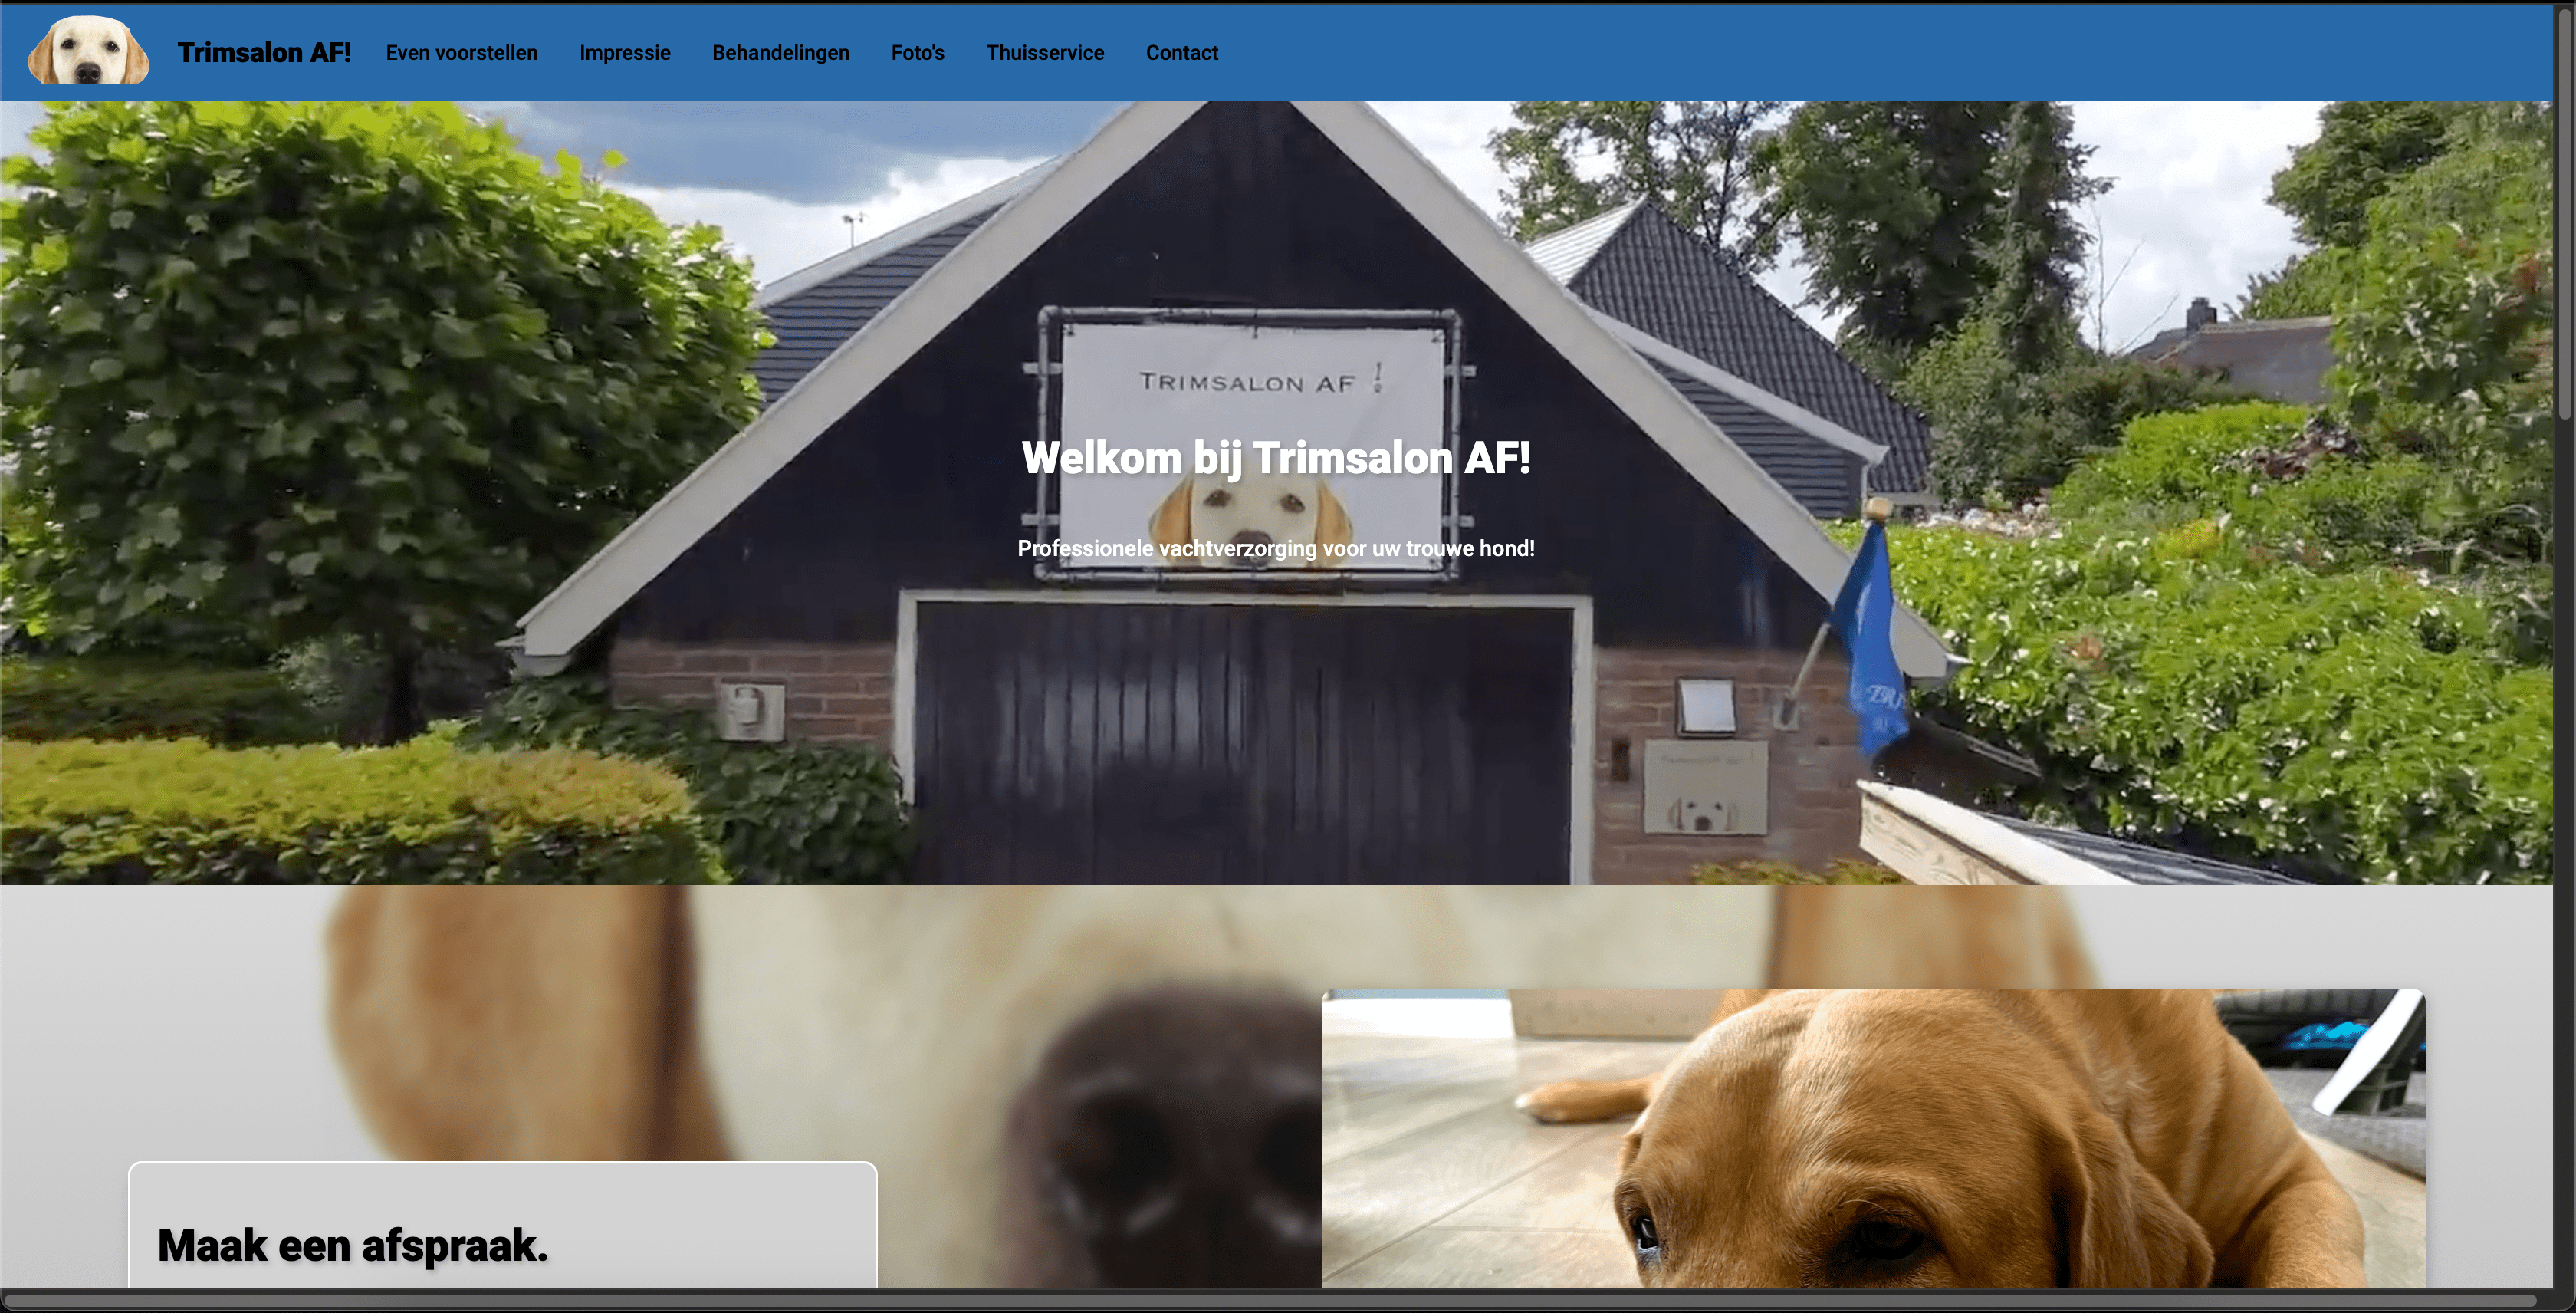 Trimsalon AF!
Even voorstellen
Impressie
Behandelingen
Foto's
Thuisservice
Contact
TRIMSALON AF !
Welkom bij Trimsalon AF!
Professionele vachtverzorging voor uw trouwe hond!
Maak een afspraak.